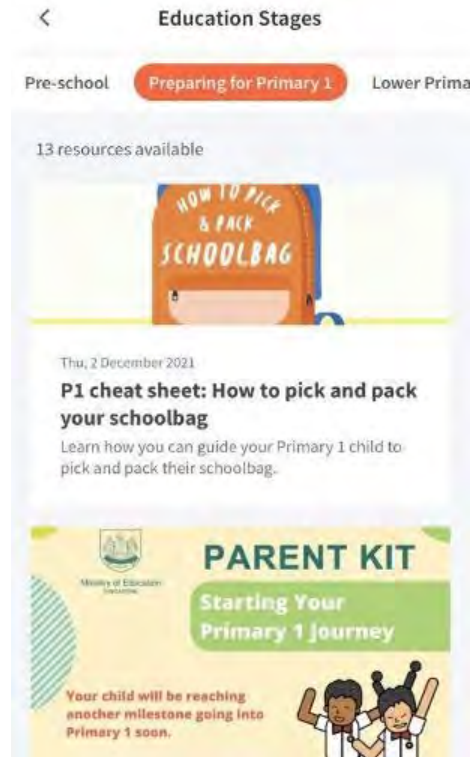 Education Stages
Pre-school Preparing for Primary 1 Lower Prima
13 resources available
HOW TO PICK
& PACK
SCHOOLBAG
Thu, 2 December 2021
P1 cheat sheet: How to pick and pack
your schoolbag
Learn how you can guide your Primary 1 child to
pick and pack their schoolbag.
Ministry of Education
PARENT KIT
Starting Your
Primary 1 Journey
Your child will be reaching
another milestone going into
Primary 1 soon.